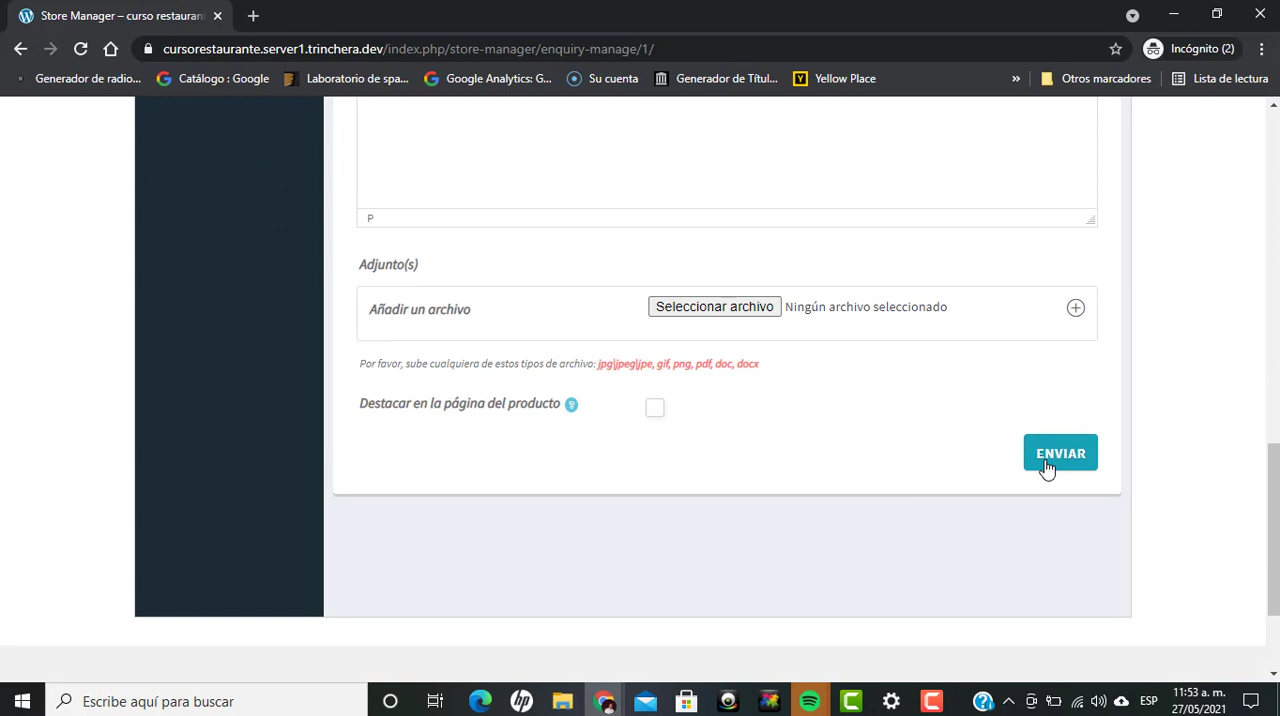 Store Manager – curso restauran
cursorestaurante.server1.trinchera.dev/index.php/store-manager/enquiry-manage/1/
Incógnito (2)
Generador de radio...
Catálogo : Google
Laboratorio de spa...
Google Analytics: G...
Su cuenta
Generador de Títul...
Yellow Place
»
Otros marcadores
Lista de lectura
P
Adjunto(s)
Añadir un archivo
Seleccionar archivo Ningún archivo seleccionado
Por favor, sube cualquiera de estos tipos de archivo: jpg|jpeg|jpe, gif, png, pdf, doc, docx
Destacar en la página del producto ?
ENVIAR
Escribe aquí para buscar
ESP
11:53 a. m.
27/05/2021